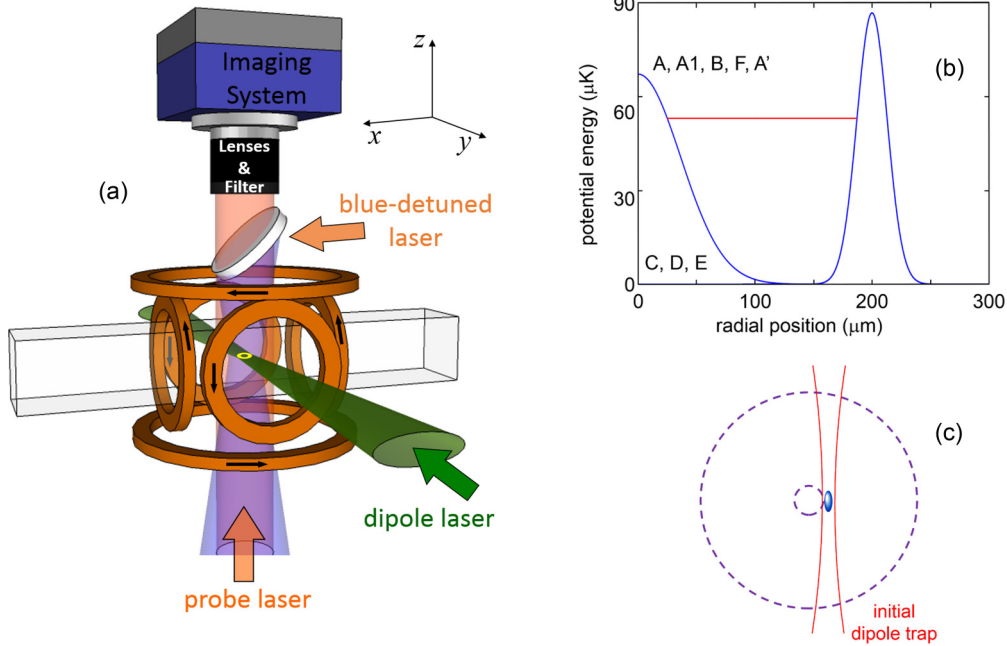 (a)
Imaging
System
Lenses
&
Filter
z
x
y
blue-detuned
laser
dipole laser
probe laser
(b)
potential energy (μK)
90
60
30
0
A, A1, B, F, A'
C, D, E
0
100
200
300
radial position (μm)
(c)
initial
dipole trap